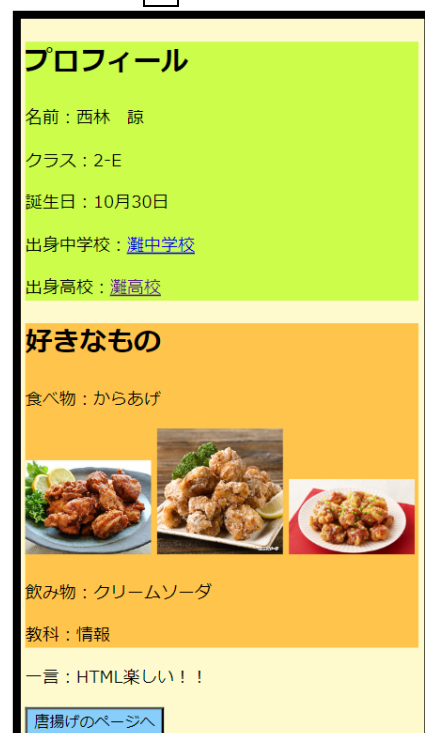 プロフィール
名前：西林　諒
クラス：2-E
誕生日：10月30日
出身中学校：灘中学校
出身高校：灘高校
好きなもの
食べ物：からあげ
飲み物：クリームソーダ
教科：情報
一言：HTML楽しい！！
唐揚げのページへ